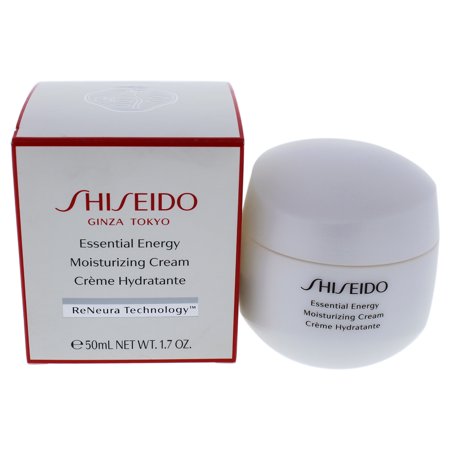 SHISEIDO
GINZA TOKYO
Essential Energy
Moisturizing Cream
Crème Hydratante
ReNeura Technology™
℮50mL NET WT. 1.7 OZ.
SHISEIDO
Essential Energy
Moisturizing Cream
Crème Hydratante